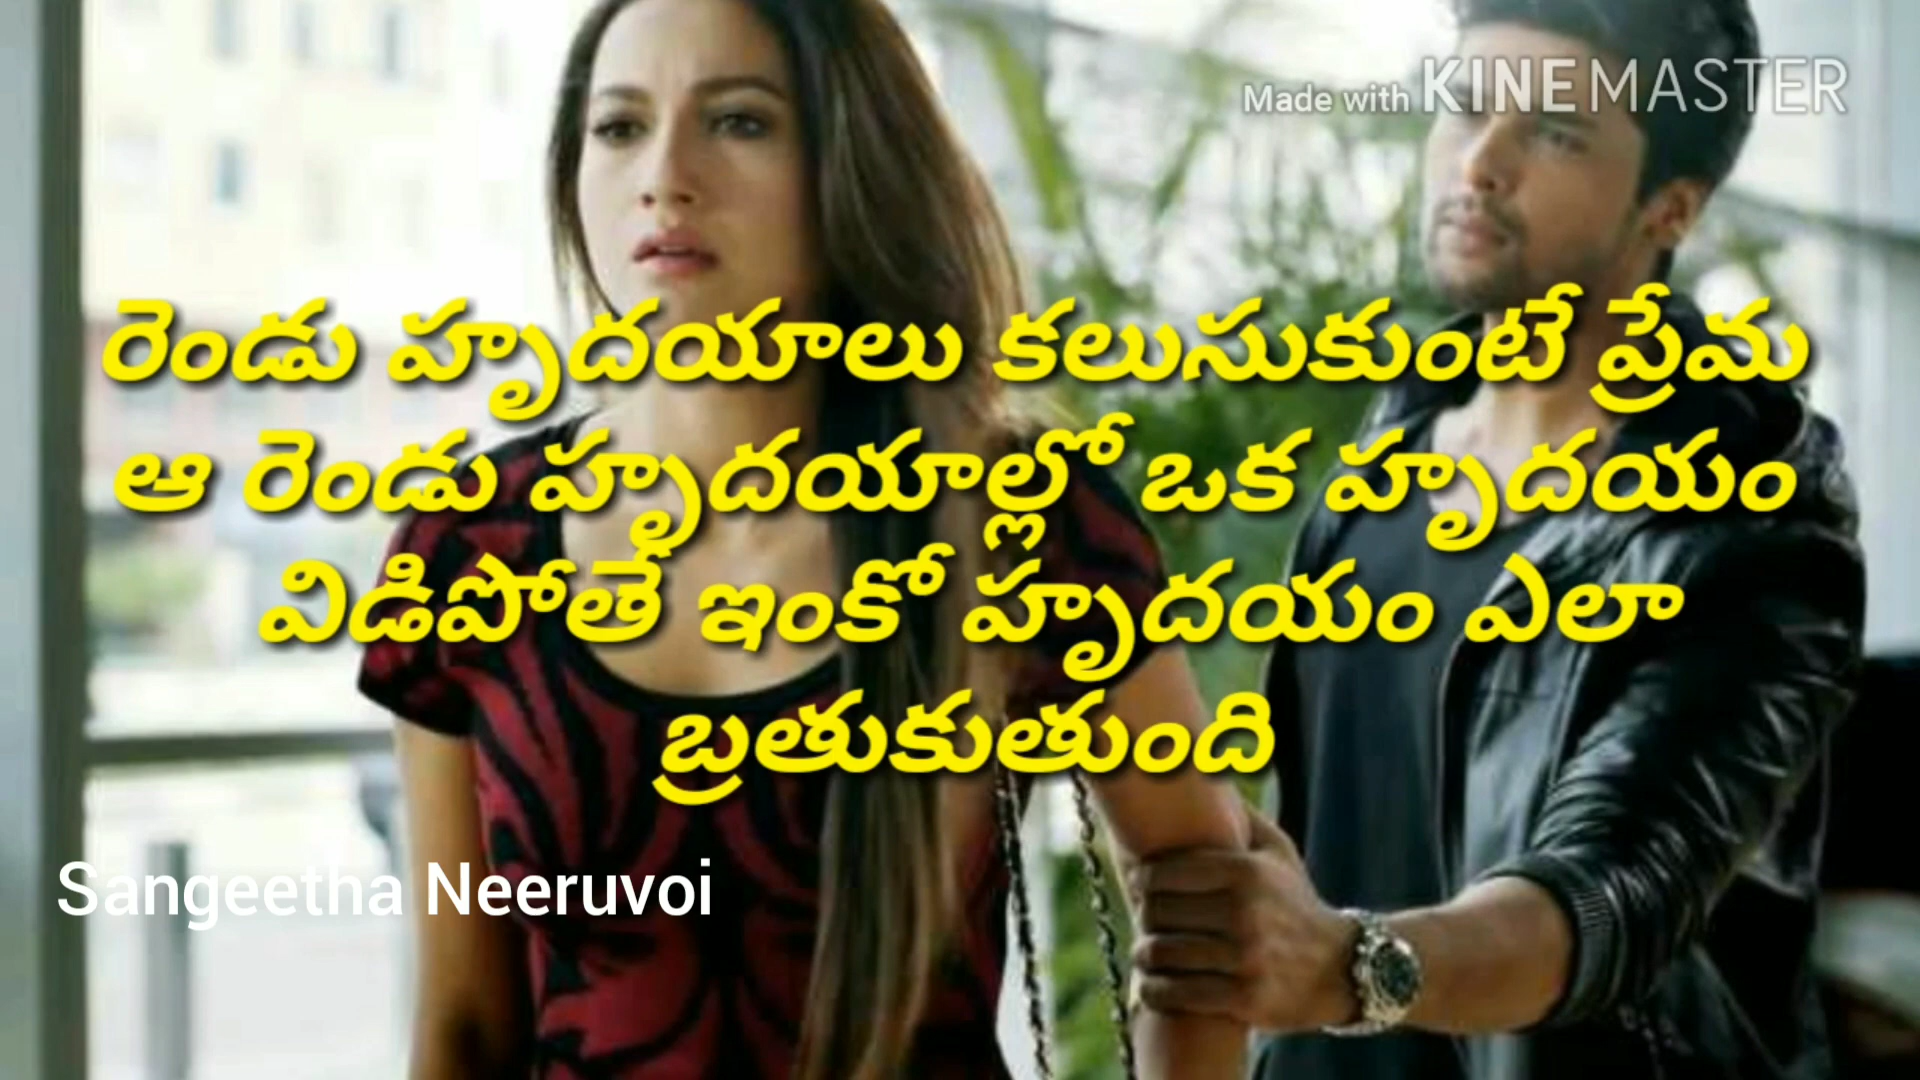 Made with KINEMASTER
రెండు హృదయాలు కలుసుకుంటే ప్రేమ
ఆ రెండు హృదయాల్లో ఒక హృదయం
విడిపోతే ఇంకో హృదయం ఎలా
బ్రతుకుతుంది
Sangeetha Neeruvoi